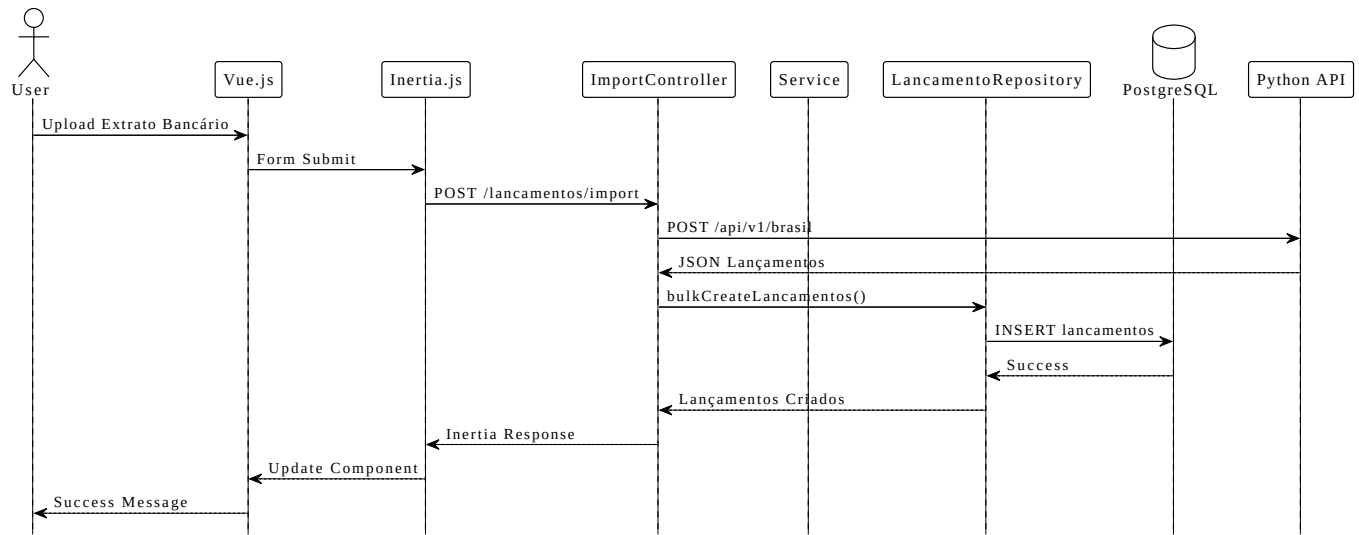 User
Vue.js
Inertia.js
ImportController
Service
LancamentoRepository
PostgreSQL
Python API
Upload Extrato Bancário
Form Submit
POST /lancamentos/import
POST /api/v1/brasil
JSON Lançamentos
bulkCreateLancamentos()
INSERT lancamentos
Success
Lançamentos Criados
Inertia Response
Update Component
Success Message